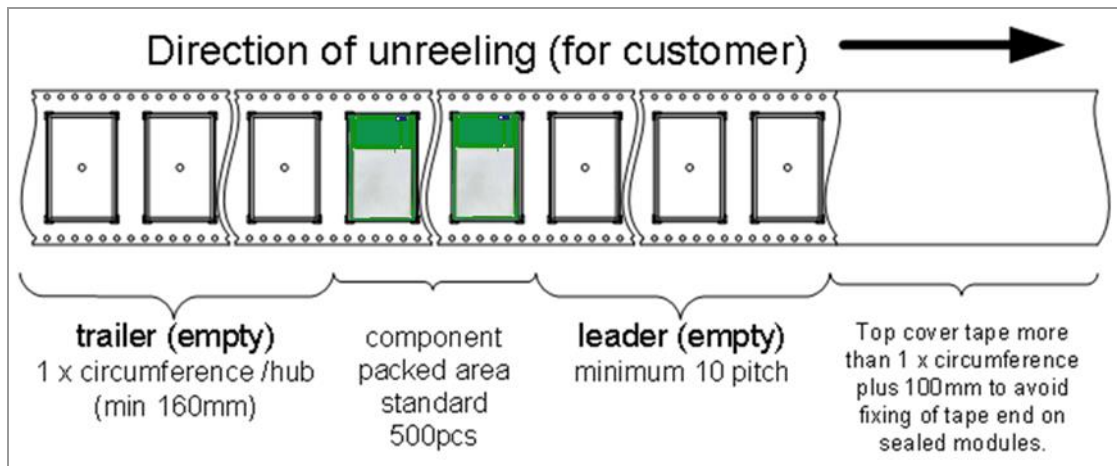 Direction of unreeling (for customer)
trailer (empty)
1 x circumference /hub
(min 160mm)
component
packed area
standard
500pcs
leader (empty)
minimum 10 pitch
Top cover tape more
than 1 x circumference
plus 100mm to avoid
fixing of tape end on
sealed modules.